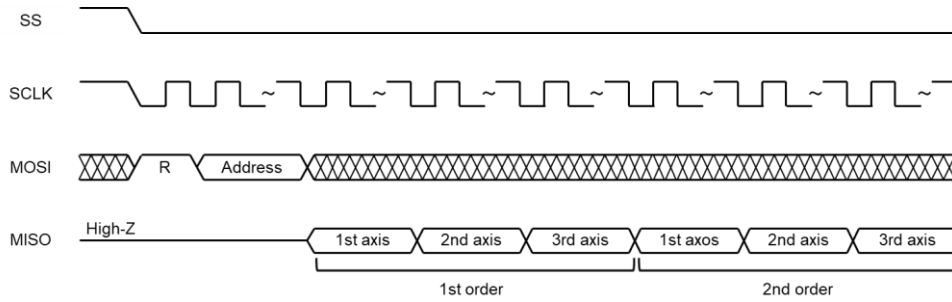 SS
SCLK
~ ~ ~ ~ ~ ~ ~
MOSI R Address
MISO High-Z 1st axis 2nd axis 3rd axis 1st axos 2nd axis 3rd axis
1st order 2nd order